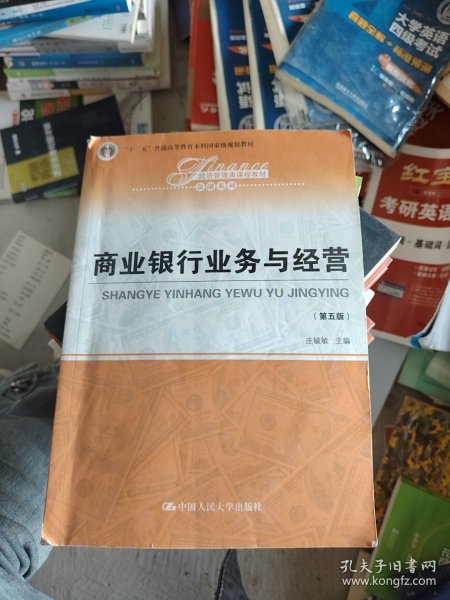 "十二五"普通高等教育本科国家级规划教材
Finance
经济管理类课程教材
金融系列
商业银行业务与经营
SHANGYE YINHANG YEWU YU JINGYING
（第五版）
庄毓敏 主编
中国人民大学出版社
大学英语
四级考试
红宝
考研英语
孔夫子旧书网
www.kongfz.com